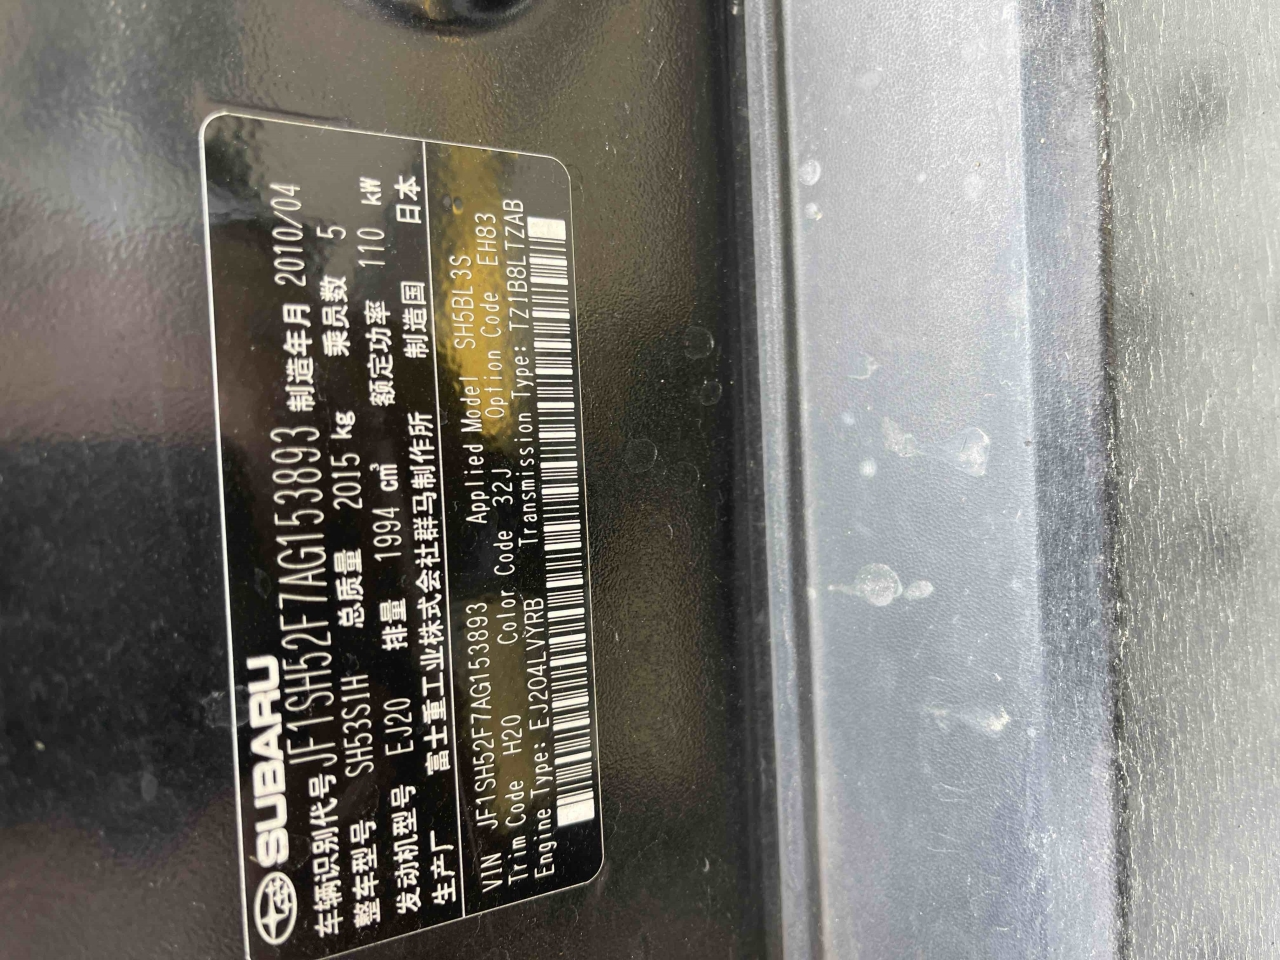 SUBARU
车辆识别代号 JF1SH52F7AG153893 制造年月 2010/04
整车型号 SH53S1H 总质量 2015 kg 乘员数 5
发动机型号 EJ20 排量 1994 cm³ 额定功率 110 kW
生产厂 富士重工业株式会社群马制作所 制造国 日本
VIN JF1SH52F7AG153893 Applied Model SH5BL3S
Trim Code H20 Color Code 32J Option Code EH83
Engine Type: EJ204LVYRB Transmission Type: TZ1B8LTZAB